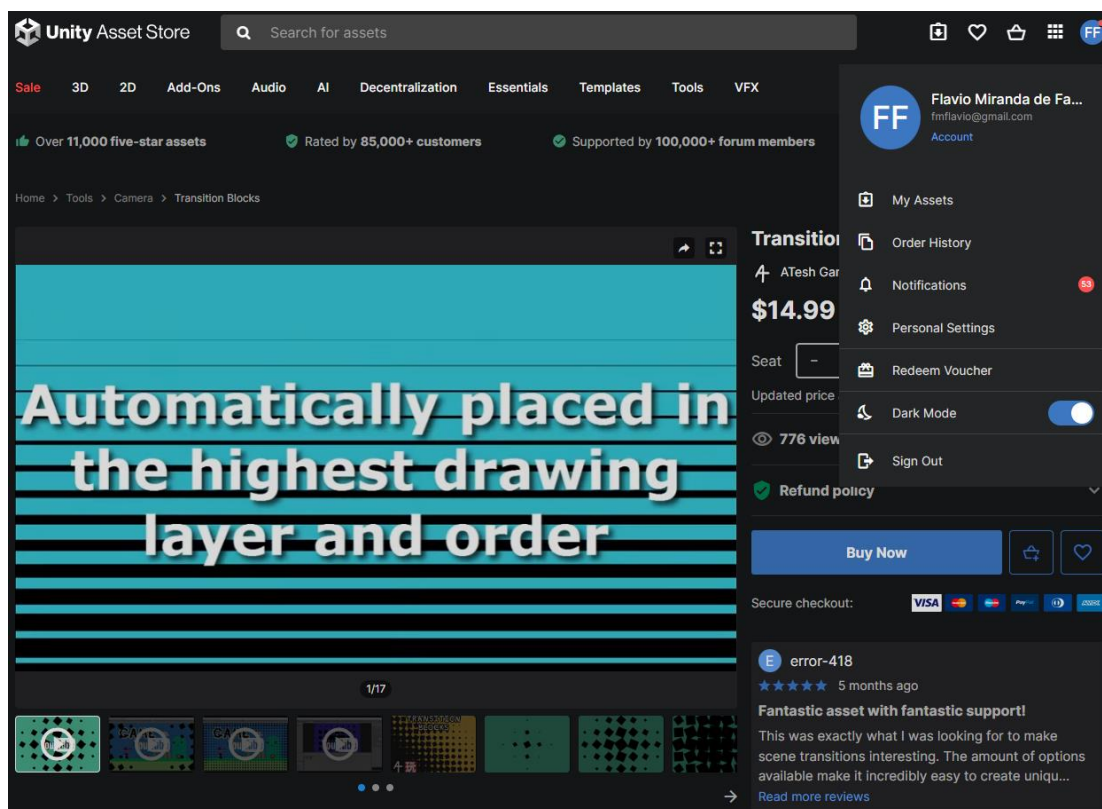 Unity Asset Store
Search for assets
FF
Sale 3D 2D Add-Ons Audio AI Decentralization Essentials Templates Tools VFX
Over 11,000 five-star assets Rated by 85,000+ customers Supported by 100,000+ forum members
Home > Tools > Camera > Transition Blocks
Automatically placed in
the highest drawing
layer and order
1/17
TRANSITION
BLOCKS
Transition
ATesh Gar
$14.99
Seat −
Updated price
776 view
Refund policy
Buy Now
Secure checkout: VISA PayPal
E error-418
5 months ago
Fantastic asset with fantastic support!
This was exactly what I was looking for to make
scene transitions interesting. The amount of options
available make it incredibly easy to create uniqu...
Read more reviews
FF
Flavio Miranda de Fa...
fmflavio@gmail.com
Account
My Assets
Order History
Notifications 53
Personal Settings
Redeem Voucher
Dark Mode
Sign Out